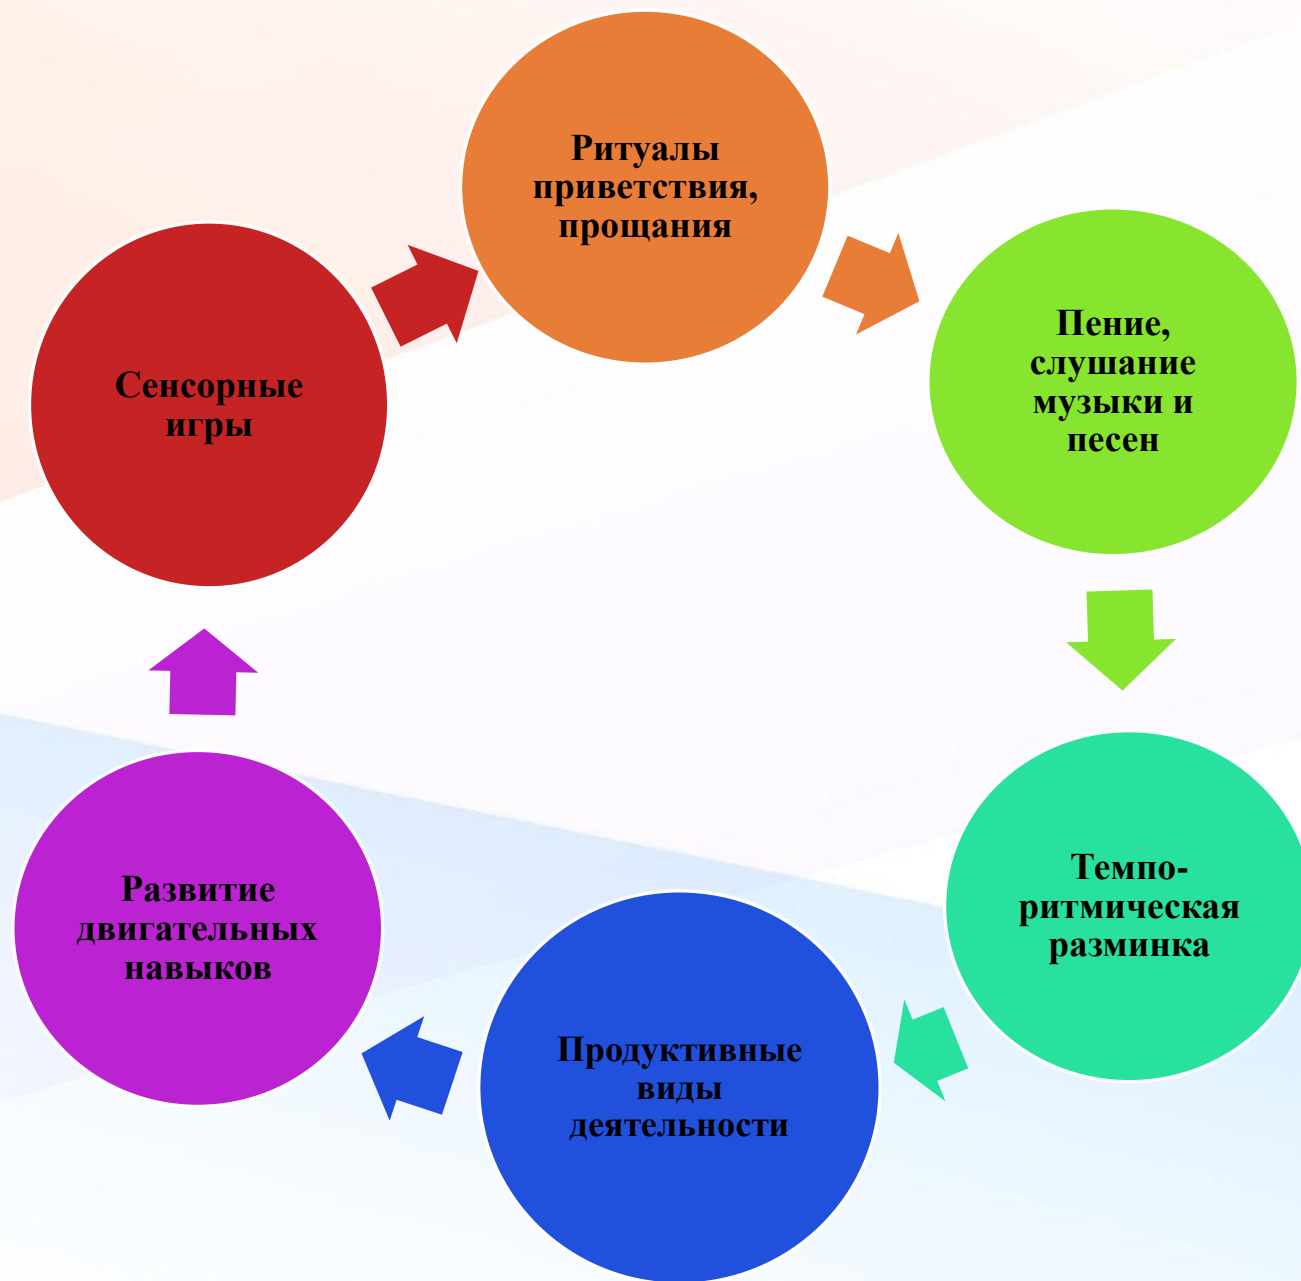 Ритуалы
приветствия,
прощания
Пение,
слушание
музыки и
песен
Темпо-
ритмическая
разминка
Продуктивные
виды
деятельности
Развитие
двигательных
навыков
Сенсорные
игры